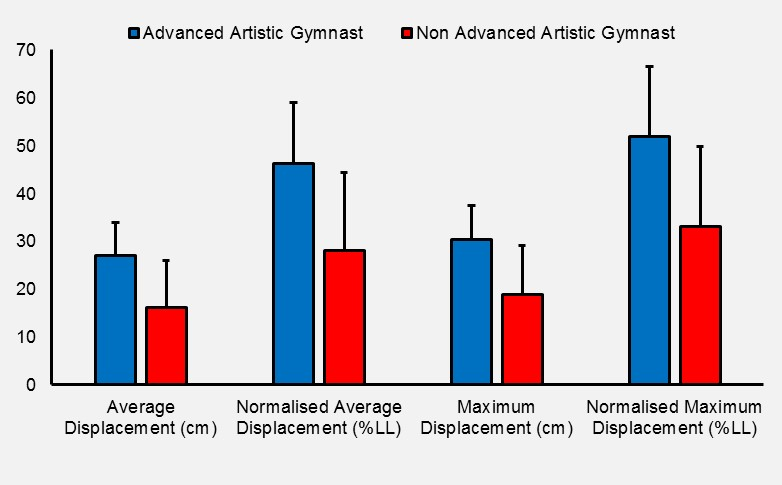 Advanced Artistic Gymnast
Non Advanced Artistic Gymnast
70
60
50
40
30
20
10
0
Average
Displacement (cm)
Normalised Average
Displacement (%LL)
Maximum
Displacement (cm)
Normalised Maximum
Displacement (%LL)